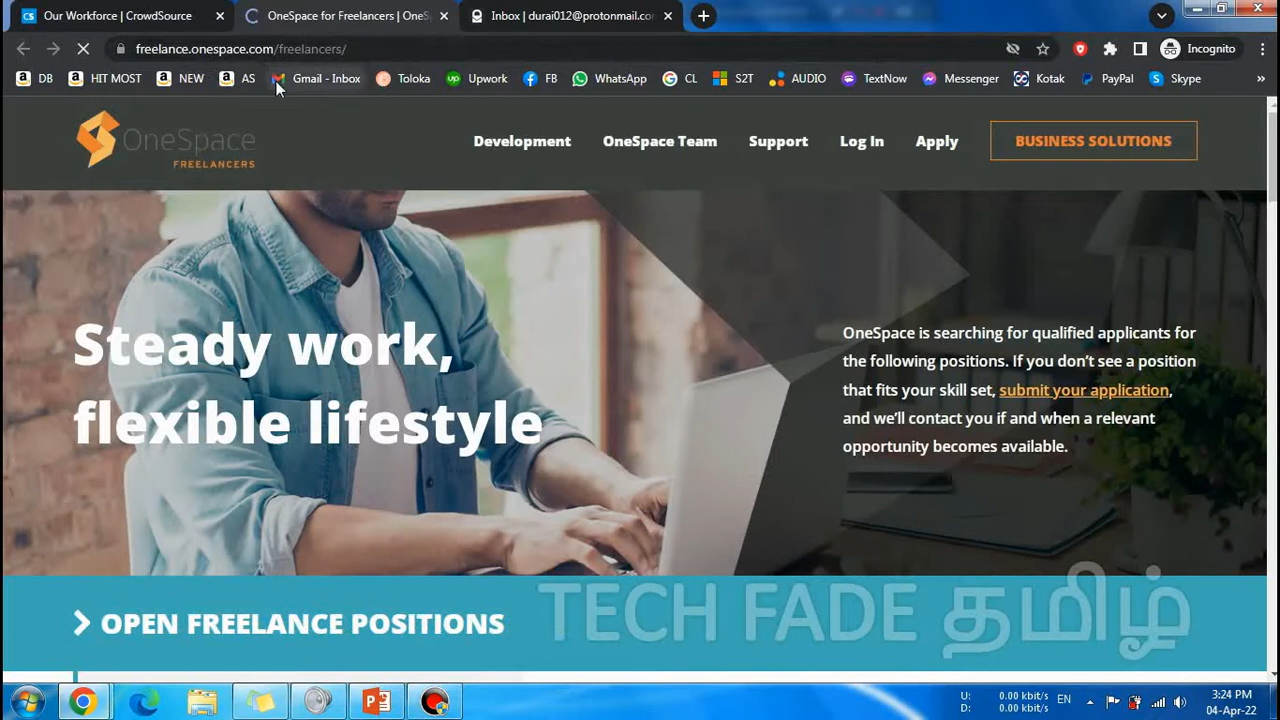 Our Workforce | CrowdSource
OneSpace for Freelancers | OneS
Inbox | durai012@protonmail.co
freelance.onespace.com/freelancers/
Incognito
DB
HIT MOST
NEW
AS
Gmail - Inbox
Toloka
up
Upwork
FB
WhatsApp
CL
S2T
AUDIO
TextNow
Messenger
Kotak
PayPal
Skype
OneSpace
FREELANCERS
Development
OneSpace Team
Support
Log In
Apply
BUSINESS SOLUTIONS
Steady work,
flexible lifestyle
OneSpace is searching for qualified applicants for
the following positions. If you don't see a position
that fits your skill set, submit your application,
and we'll contact you if and when a relevant
opportunity becomes available.
OPEN FREELANCE POSITIONS
TECH FADE தமிழ்
U: 0.00 kbit/s
D: 0.00 kbit/s
EN
3:24 PM
04-Apr-22